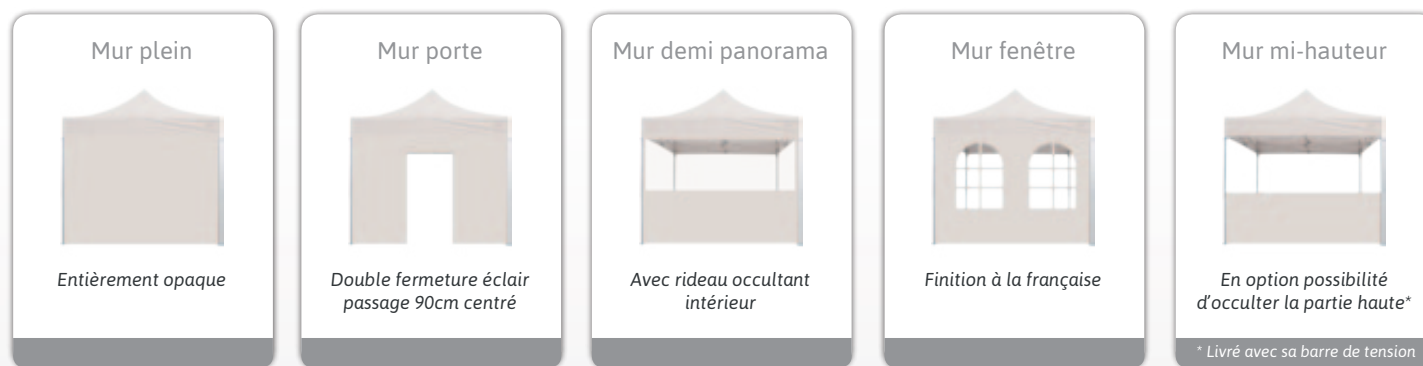 Mur plein
Entièrement opaque
Mur porte
Double fermeture éclair
passage 90cm centré
Mur demi panorama
Avec rideau occultant
intérieur
Mur fenêtre
Finition à la française
Mur mi-hauteur
En option possibilité
d’occulter la partie haute*
* Livré avec sa barre de tension